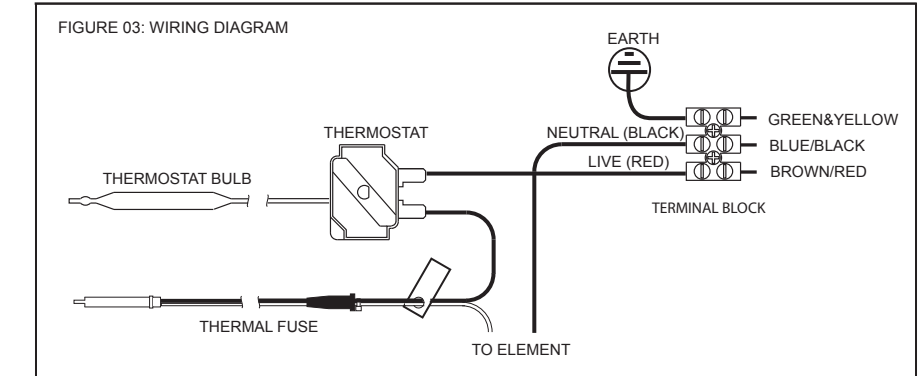 FIGURE 03: WIRING DIAGRAM
EARTH
GREEN&YELLOW
THERMOSTAT
NEUTRAL (BLACK)
BLUE/BLACK
LIVE (RED)
BROWN/RED
THERMOSTAT BULB
TERMINAL BLOCK
THERMAL FUSE
TO ELEMENT